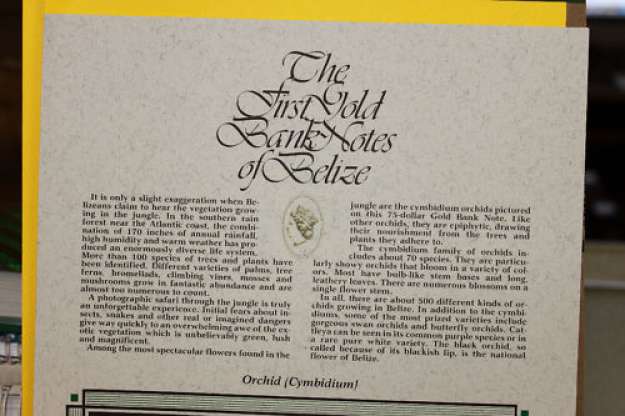 The
First Gold
Bank Notes
of Belize
It is only a slight exaggeration when Be-
lizeans claim to hear the vegetation grow-
ing in the jungle. In the southern rain
forest near the Atlantic coast, the combi-
nation of 170 inches of annual rainfall,
high humidity and warm weather has pro-
duced an enormously diverse life system.
More than 100 species of trees and plants have
been identified. Different varieties of palms, tree
ferns, bromeliads, climbing vines, mosses and
mushrooms grow in fantastic abundance and are
almost too numerous to count.
A photographic safari through the jungle is truly
an unforgettable experience. Initial fears about in-
sects, snakes and other real or imagined dangers
give way quickly to an overwhelming awe of the ex-
otic vegetation which is unbelievably green, lush
and magnificent.
Among the most spectacular flowers found in the
jungle are the cymbidium orchids pictured
on this 75-dollar Gold Bank Note. Like
other orchids, they are epiphytic, drawing
their nourishment from the trees and
plants they adhere to.
The cymbidium family of orchids in-
cludes about 70 species. They are particu-
larly showy orchids that bloom in a variety of col-
ors. Most have bulb-like stem bases and long,
leathery leaves. There are numerous blossoms on a
single flower stem.
In all, there are about 500 different kinds of or-
chids growing in Belize. In addition to the cymbi-
diums, some of the most prized varieties include
gorgeous swan orchids and butterfly orchids. Cat-
tleyas can be seen in its common purple species or in
a rare pure white variety. The black orchid, so
called because of its blackish lip, is the national
flower of Belize.
Orchid {Cymbidium}